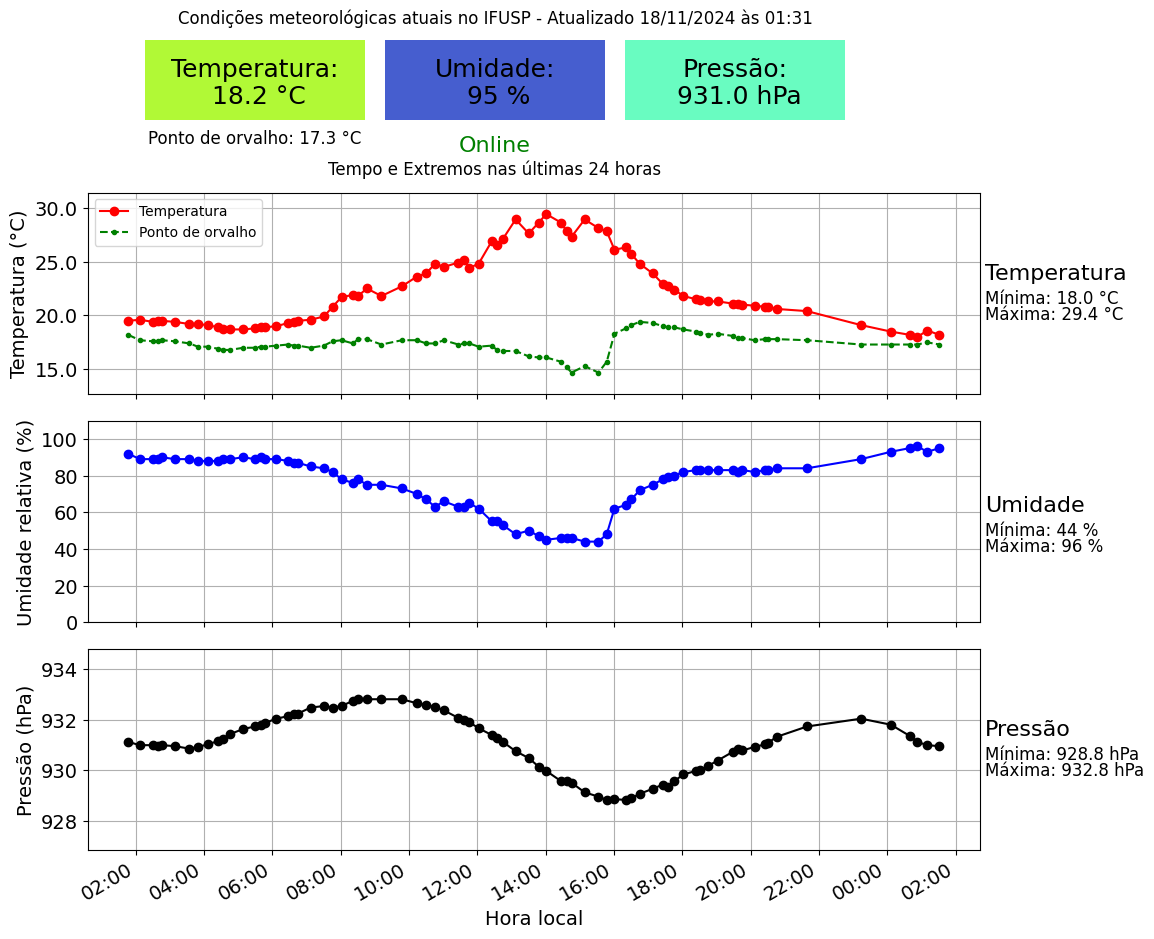 Condições meteorológicas atuais no IFUSP - Atualizado 18/11/2024 às 01:31
Temperatura:
18.2 °C
Umidade:
95 %
Pressão:
931.0 hPa
Ponto de orvalho: 17.3 °C
Online
Tempo e Extremos nas últimas 24 horas
Temperatura (°C)
30.0
25.0
20.0
15.0
Temperatura
Ponto de orvalho
Temperatura
Mínima: 18.0 °C
Máxima: 29.4 °C
Umidade relativa (%)
100
80
60
40
20
0
Umidade
Mínima: 44 %
Máxima: 96 %
Pressão (hPa)
934
932
930
928
Pressão
Mínima: 928.8 hPa
Máxima: 932.8 hPa
02:00 04:00 06:00 08:00 10:00 12:00 14:00 16:00 18:00 20:00 22:00 00:00 02:00
Hora local